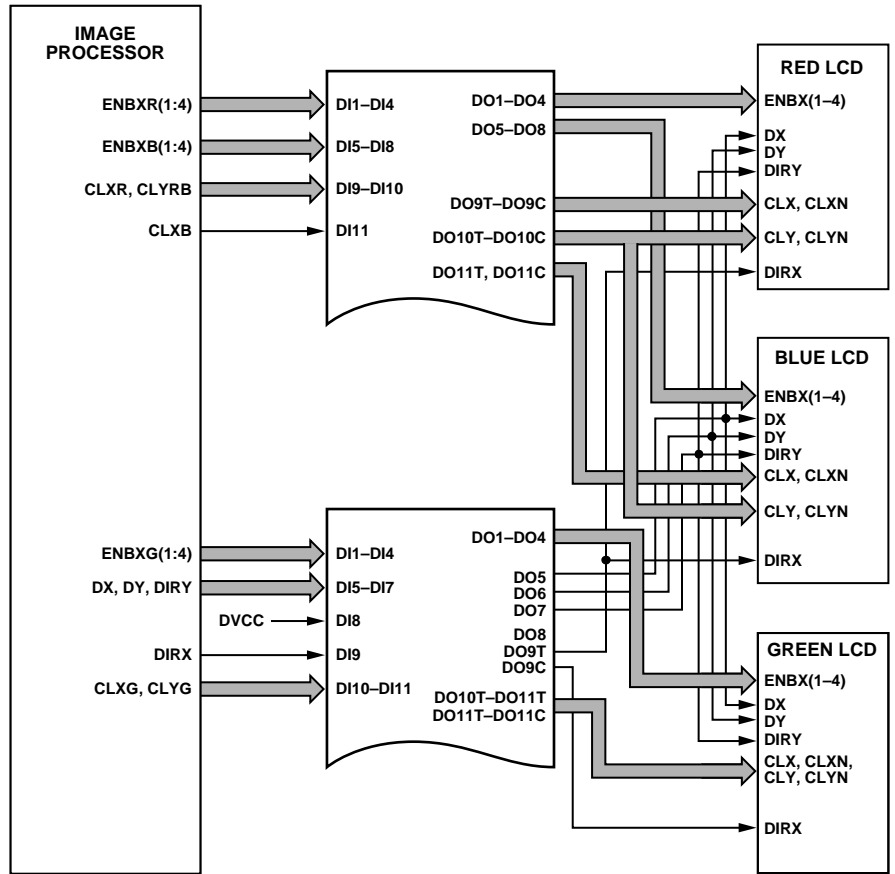 IMAGE
PROCESSOR
ENBXR(1:4)
ENBXB(1:4)
CLXR, CLYRB
CLXB
ENBXG(1:4)
DX, DY, DIRY
DVCC
DIRX
CLXG, CLYG
DI1–DI4
DI5–DI8
DI9–DI10
DI11
DO1–DO4
DO5–DO8
DO9T–DO9C
DO10T–DO10C
DO11T, DO11C
DI1–DI4
DI5–DI7
DI8
DI9
DI10–DI11
DO1–DO4
DO5
DO6
DO7
DO8
DO9T
DO9C
DO10T–DO11T
DO11T–DO11C
RED LCD
ENBX(1–4)
DX
DY
DIRY
CLX, CLXN
CLY, CLYN
DIRX
BLUE LCD
ENBX(1–4)
DX
DY
DIRY
CLX, CLXN
CLY, CLYN
DIRX
GREEN LCD
ENBX(1–4)
DX
DY
DIRY
CLX, CLXN,
CLY, CLYN
DIRX